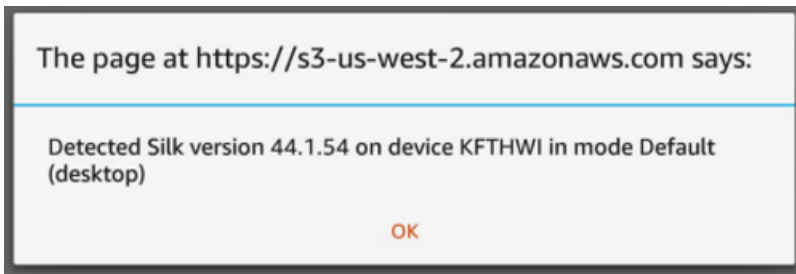 The page at https://s3-us-west-2.amazonaws.com says:
Detected Silk version 44.1.54 on device KFTHWI in mode Default
(desktop)
OK